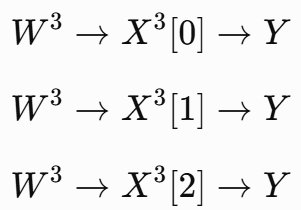 W³ → X³[0] → Y
W³ → X³[1] → Y
W³ → X³[2] → Y